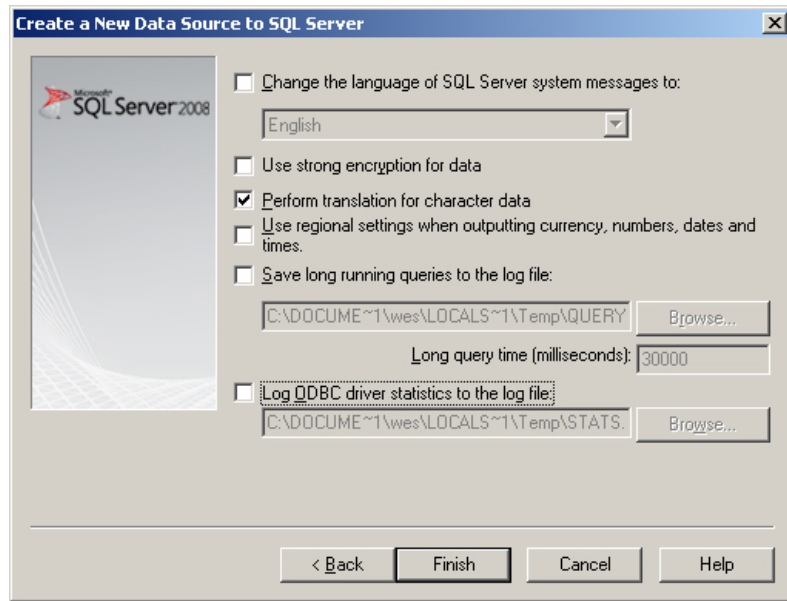 Create a New Data Source to SQL Server
Microsoft
SQL Server 2008
Change the language of SQL Server system messages to:
English
Use strong encryption for data
Perform translation for character data
Use regional settings when outputting currency, numbers, dates and
times.
Save long running queries to the log file:
C:\DOCUME~1\wes\LOCALS~1\Temp\QUERY
Browse...
Long query time (milliseconds):
30000
Log ODBC driver statistics to the log file:
C:\DOCUME~1\wes\LOCALS~1\Temp\STATS.
Browse...
< Back
Finish
Cancel
Help